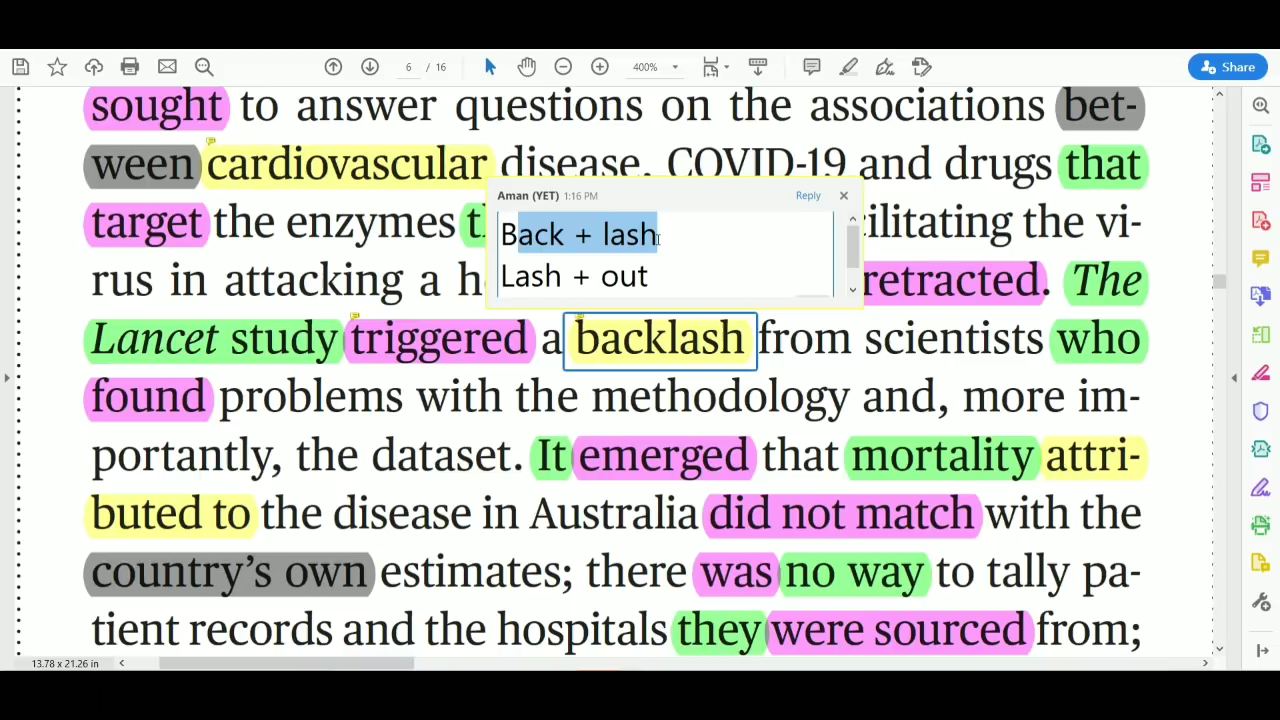 6 / 16
400%
Share
sought to answer questions on the associations bet-
ween cardiovascular disease, COVID-19 and drugs that
target the enzymes
cilitating the vi-
rus in attacking a
retracted. The
Aman (YET) 1:16 PM
Reply
Back + lash
Lash + out
Lancet study triggered a backlash from scientists who
found problems with the methodology and, more im-
portantly, the dataset. It emerged that mortality attri-
buted to the disease in Australia did not match with the
country's own estimates; there was no way to tally pa-
tient records and the hospitals they were sourced from;
13.78 x 21.26 in